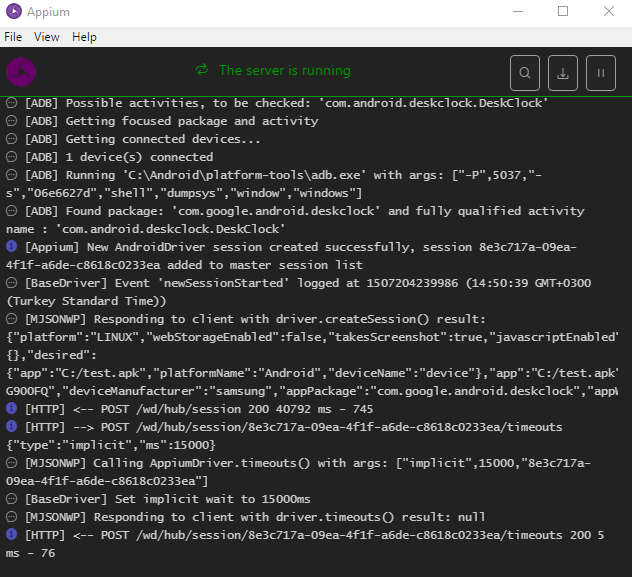 Appium
File View Help
The server is running
[ADB] Possible activities, to be checked: 'com.android.deskclock.DeskClock'
[ADB] Getting focused package and activity
[ADB] Getting connected devices...
[ADB] 1 device(s) connected
[ADB] Running 'C:\Android\platform-tools\adb.exe' with args: ["-P",5037,"-
s","06e6627d","shell","dumpsys","window","windows"]
[ADB] Found package: 'com.google.android.deskclock' and fully qualified activity
name : 'com.android.deskclock.DeskClock'
[Appium] New AndroidDriver session created successfully, session 8e3c717a-09ea-
4f1f-a6de-c8618c0233ea added to master session list
[BaseDriver] Event 'newSessionStarted' logged at 1507204239986 (14:50:39 GMT+0300
(Turkey Standard Time))
[MJSONWP] Responding to client with driver.createSession() result:
{"platform":"LINUX","webStorageEnabled":false,"takesScreenshot":true,"javascriptEnabled"
{},"desired":
{"app":"C:/test.apk","platformName":"Android","deviceName":"device"},"app":"C:/test.apk"
G900FQ","deviceManufacturer":"samsung","appPackage":"com.google.android.deskclock","appW
[HTTP] <-- POST /wd/hub/session 200 40792 ms - 745
[HTTP] --> POST /wd/hub/session/8e3c717a-09ea-4f1f-a6de-c8618c0233ea/timeouts
{"type":"implicit","ms":15000}
[MJSONWP] Calling AppiumDriver.timeouts() with args: ["implicit",15000,"8e3c717a-
09ea-4f1f-a6de-c8618c0233ea"]
[BaseDriver] Set implicit wait to 15000ms
[MJSONWP] Responding to client with driver.timeouts() result: null
[HTTP] <-- POST /wd/hub/session/8e3c717a-09ea-4f1f-a6de-c8618c0233ea/timeouts 200 5
ms - 76